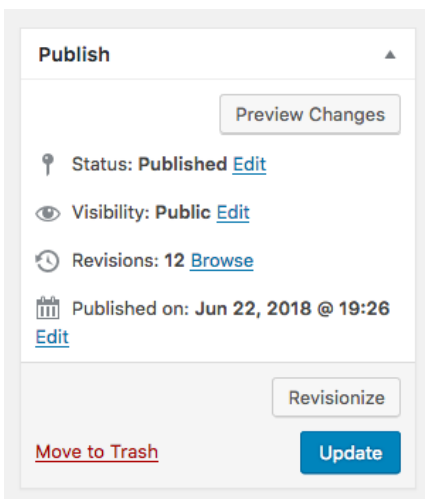 Publish
Preview Changes
Status: Published Edit
Visibility: Public Edit
Revisions: 12 Browse
Published on: Jun 22, 2018 @ 19:26
Edit
Revisionize
Move to Trash
Update